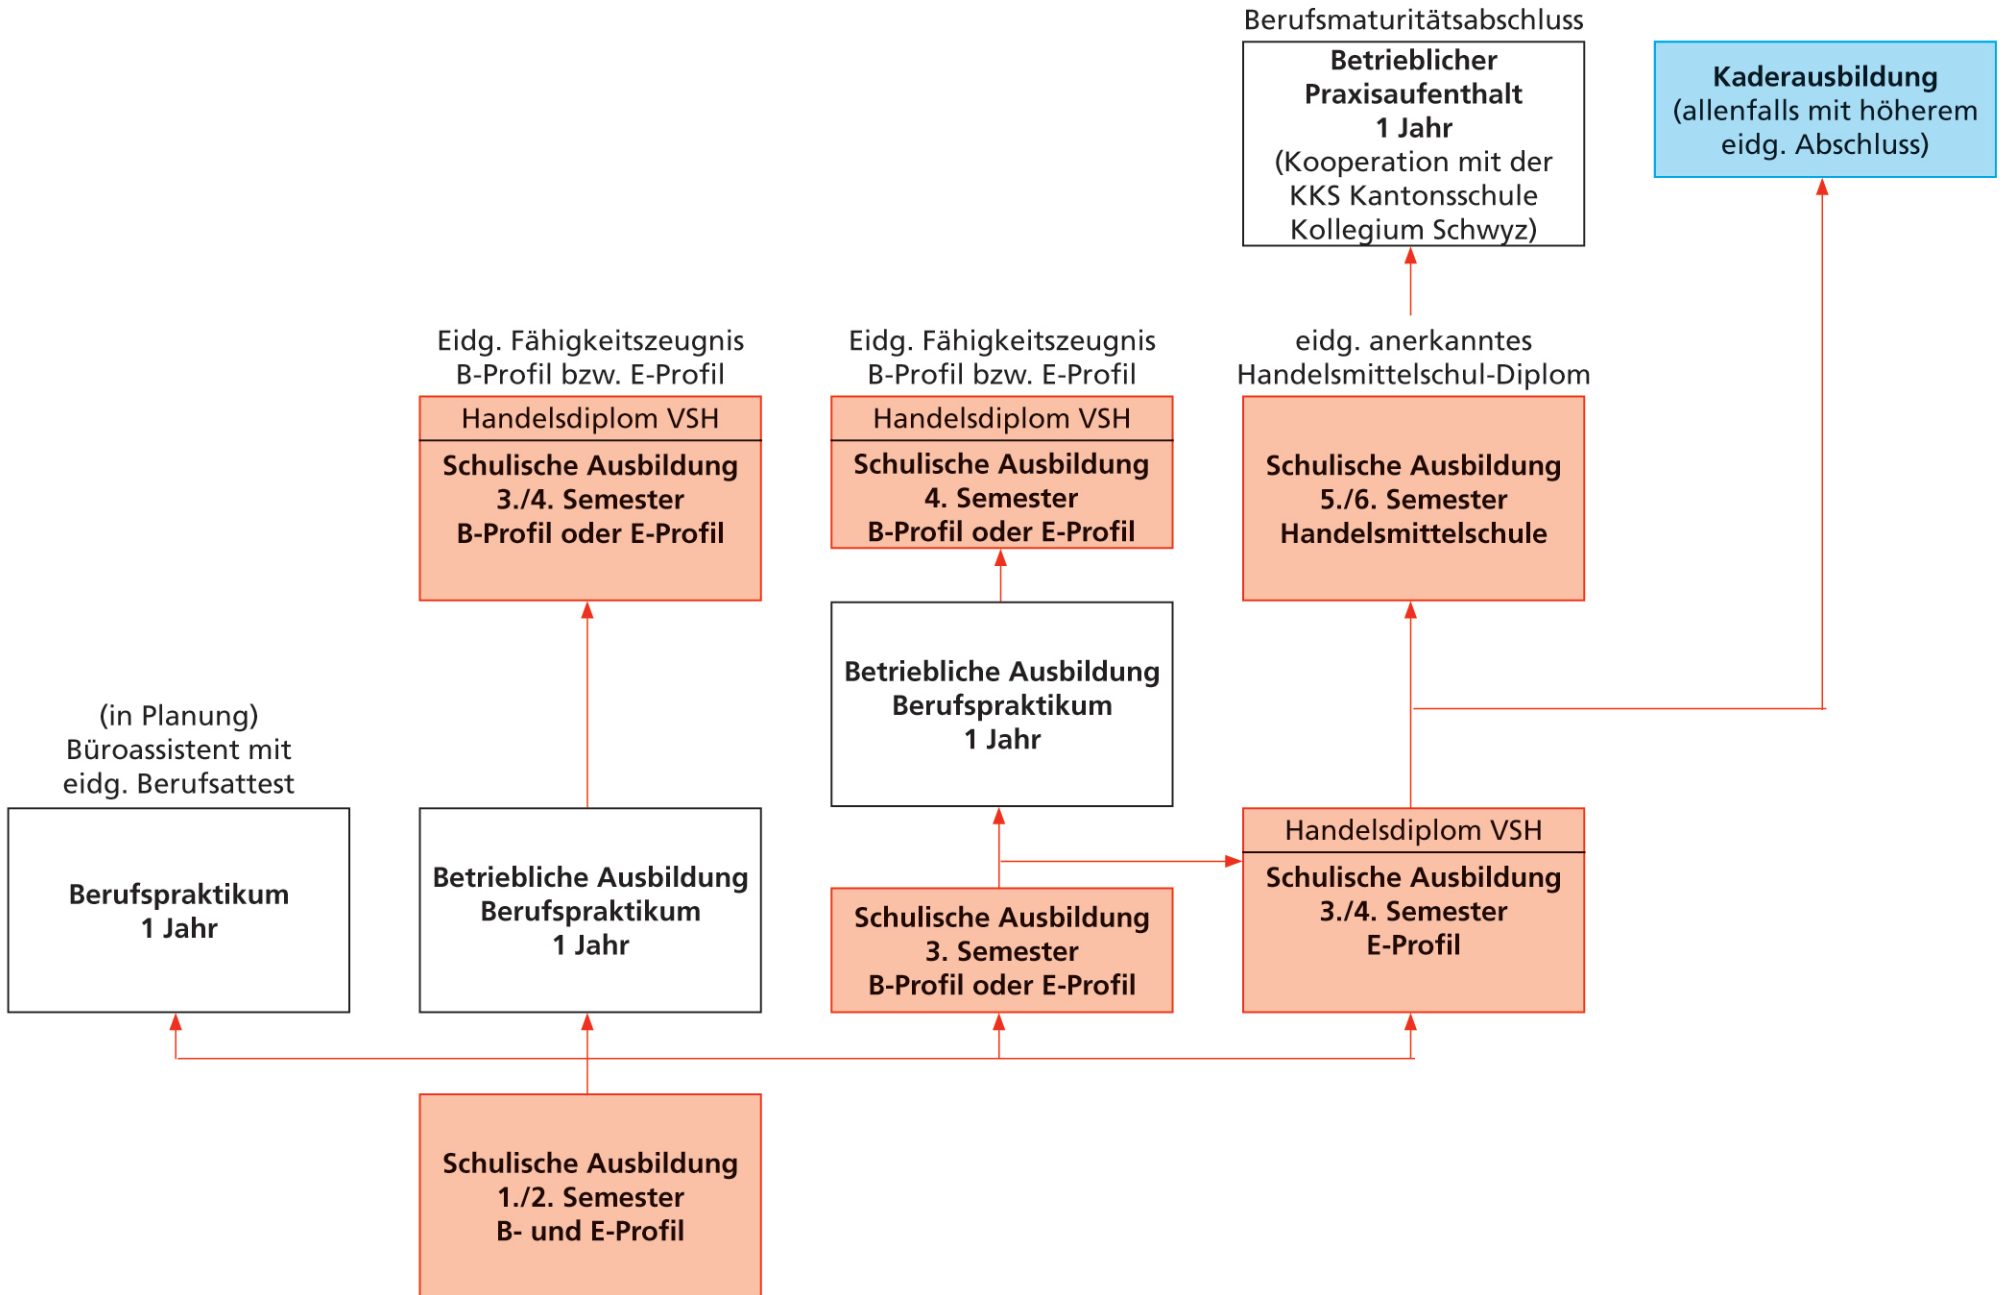 Berufsmaturitätsabschluss
Betrieblicher
Praxisaufenthalt
1 Jahr
(Kooperation mit der
KKS Kantonsschule
Kollegium Schwyz)
Kaderausbildung
(allenfalls mit höherem
eidg. Abschluss)
Eidg. Fähigkeitszeugnis
B-Profil bzw. E-Profil
Handelsdiplom VSH
Schulische Ausbildung
3./4. Semester
B-Profil oder E-Profil
Eidg. Fähigkeitszeugnis
B-Profil bzw. E-Profil
Handelsdiplom VSH
Schulische Ausbildung
4. Semester
B-Profil oder E-Profil
eidg. anerkanntes
Handelsmittelschul-Diplom
Schulische Ausbildung
5./6. Semester
Handelsmittelschule
Betriebliche Ausbildung
Berufspraktikum
1 Jahr
(in Planung)
Büroassistent mit
eidg. Berufsattest
Berufspraktikum
1 Jahr
Betriebliche Ausbildung
Berufspraktikum
1 Jahr
Schulische Ausbildung
3. Semester
B-Profil oder E-Profil
Handelsdiplom VSH
Schulische Ausbildung
3./4. Semester
E-Profil
Schulische Ausbildung
1./2. Semester
B- und E-Profil